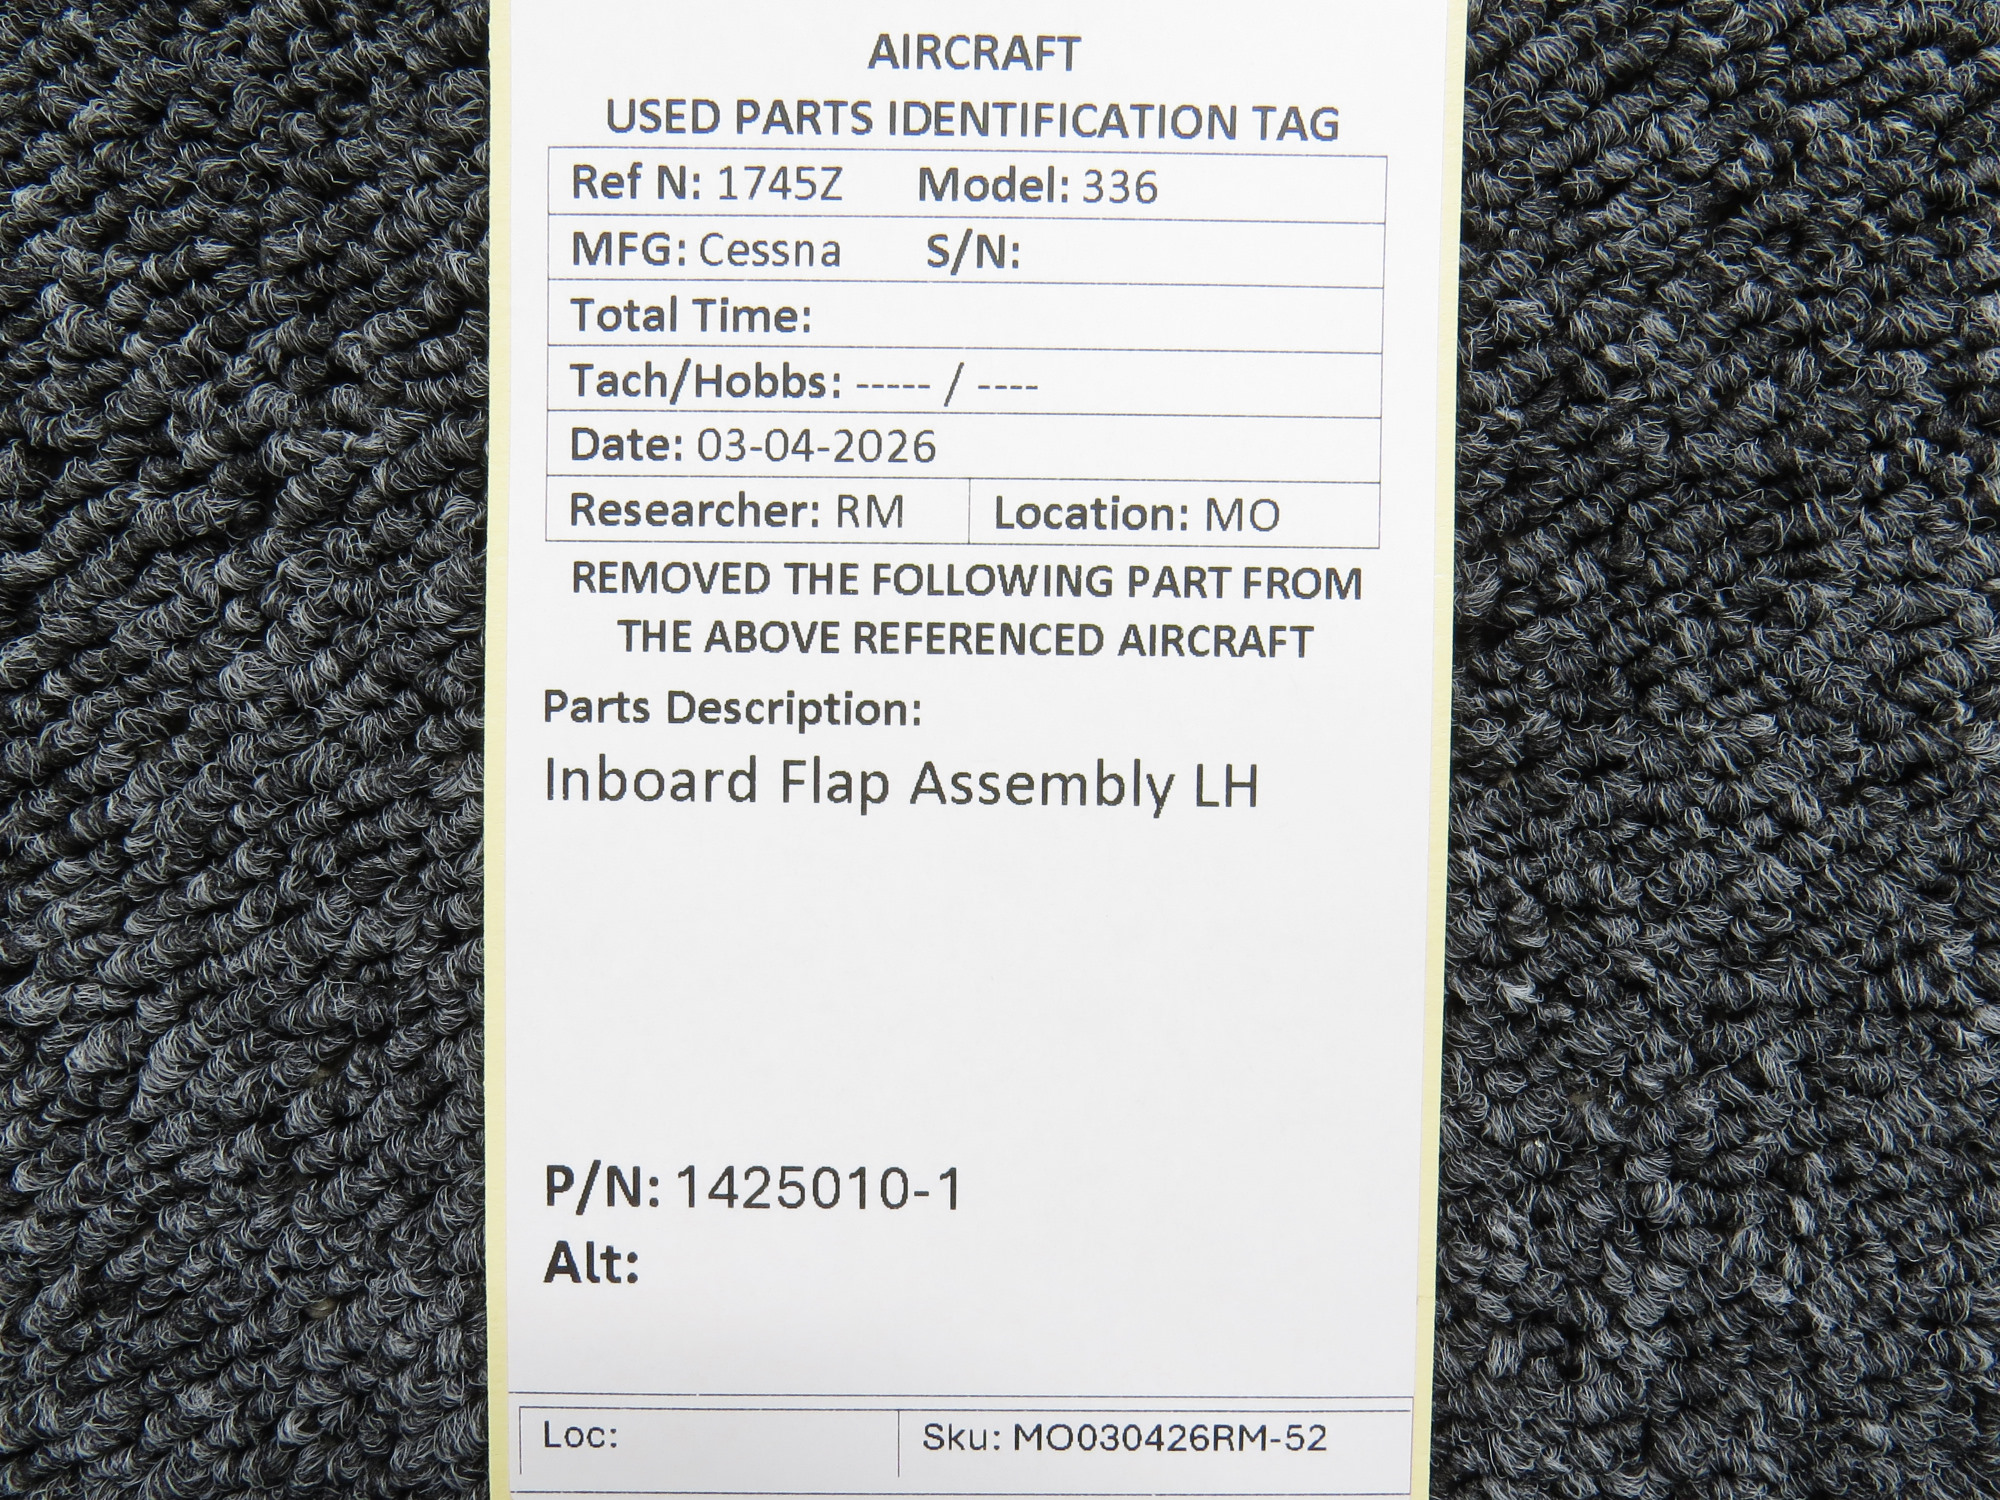 AIRCRAFT
USED PARTS IDENTIFICATION TAG
Ref N: 1745Z Model: 336
MFG: Cessna S/N:
Total Time:
Tach/Hobbs: ----- / ----
Date: 03-04-2026
Researcher: RM Location: MO
REMOVED THE FOLLOWING PART FROM
THE ABOVE REFERENCED AIRCRAFT
Parts Description:
Inboard Flap Assembly LH
P/N: 1425010-1
Alt:
Loc: Sku: MO030426RM-52